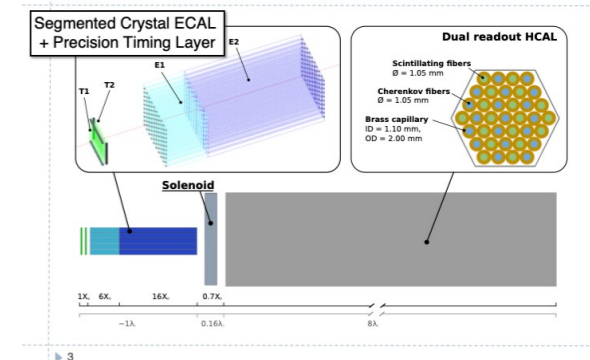 Segmented Crystal ECAL
+ Precision Timing Layer
E2
E1
T2
T1
Dual readout HCAL
Scintillating fibers
Ø = 1.05 mm
Cherenkov fibers
Ø = 1.05 mm
Brass capillary
ID = 1.10 mm,
OD = 2.00 mm
Solenoid
1X₀ 6X₀ 16X₀ 0.7X₀
~1λ 0.16λ 8λ
3